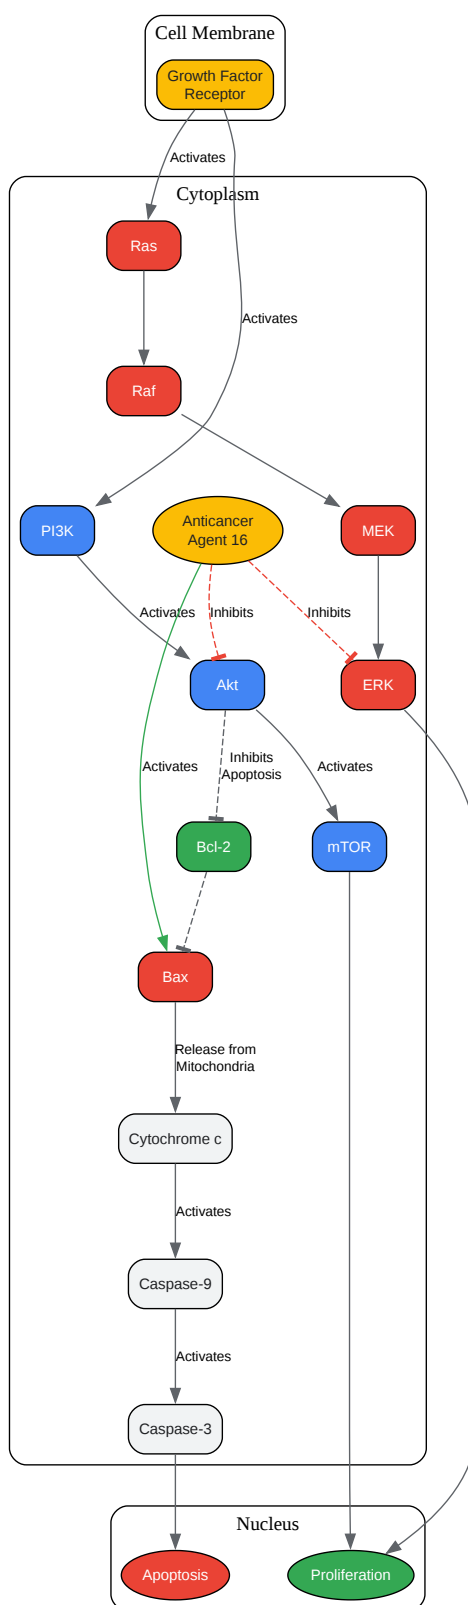 Cell Membrane
Growth Factor
Receptor
Activates
Cytoplasm
Ras
Activates
Raf
PI3K
Anticancer
Agent 16
MEK
Activates
Inhibits
Inhibits
Akt
ERK
Activates
Inhibits
Apoptosis
Activates
Bcl-2
mTOR
Bax
Release from
Mitochondria
Cytochrome c
Activates
Caspase-9
Activates
Caspase-3
Nucleus
Apoptosis
Proliferation